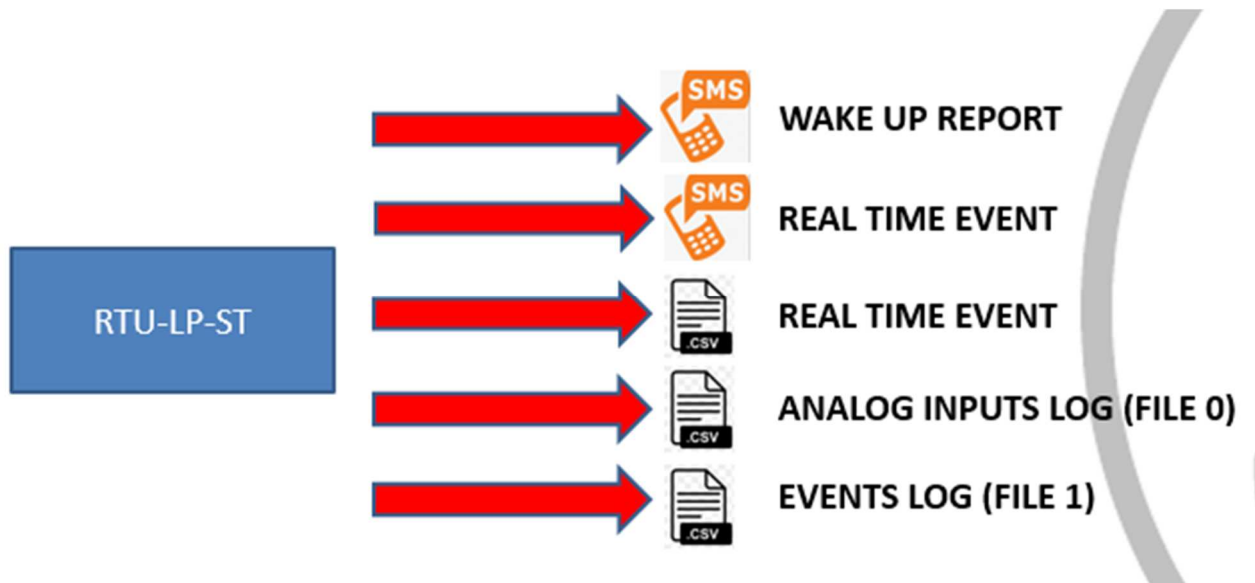 SMS
WAKE UP REPORT
SMS
REAL TIME EVENT
RTU-LP-ST
.CSV
REAL TIME EVENT
.CSV
ANALOG INPUTS LOG (FILE 0)
.CSV
EVENTS LOG (FILE 1)